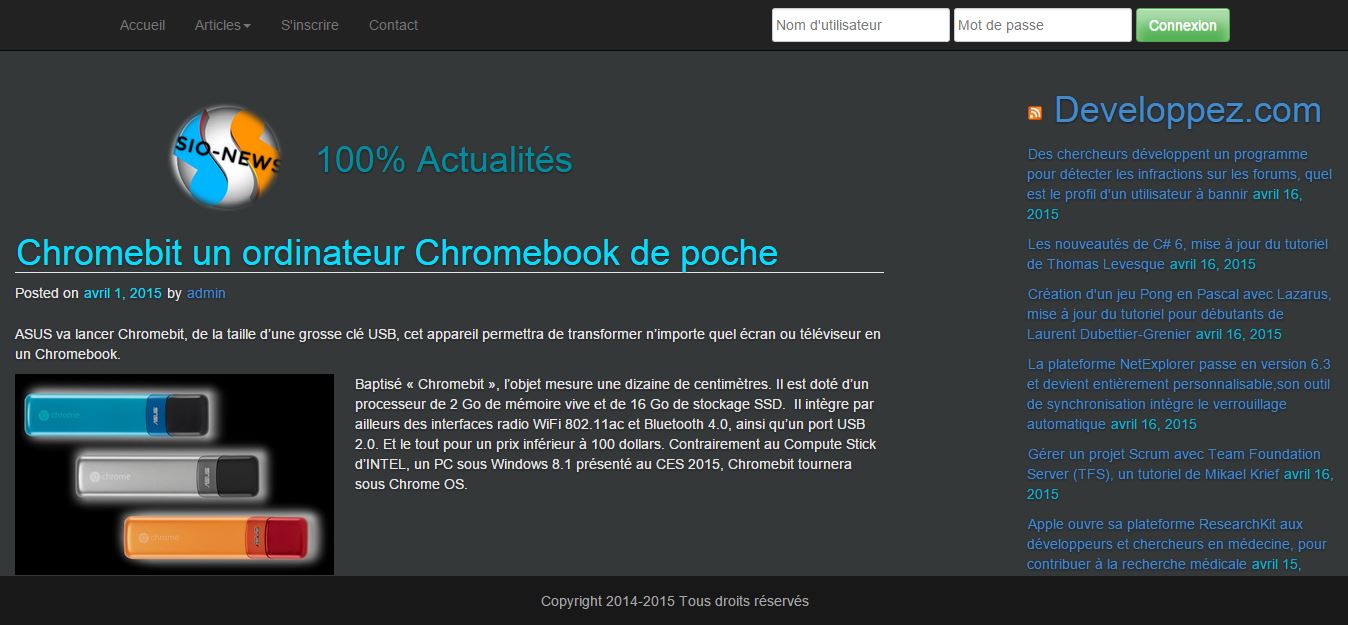 Accueil Articles S'inscrire Contact Nom d'utilisateur Mot de passe Connexion
SIO-NEWS
100% Actualités
Chromebit un ordinateur Chromebook de poche
Posted on avril 1, 2015 by admin
ASUS va lancer Chromebit, de la taille d’une grosse clé USB, cet appareil permettra de transformer n’importe quel écran ou téléviseur en
un Chromebook.
chrome
ASUS
chrome
ASUS
chrome
ASUS
Baptisé « Chromebit », l’objet mesure une dizaine de centimètres. Il est doté d’un
processeur de 2 Go de mémoire vive et de 16 Go de stockage SSD. Il intègre par
ailleurs des interfaces radio WiFi 802.11ac et Bluetooth 4.0, ainsi qu’un port USB
2.0. Et le tout pour un prix inférieur à 100 dollars. Contrairement au Compute Stick
d’INTEL, un PC sous Windows 8.1 présenté au CES 2015, Chromebit tournera
sous Chrome OS.
Developpez.com
Des chercheurs développent un programme
pour détecter les infractions sur les forums, quel
est le profil d'un utilisateur à bannir avril 16,
2015
Les nouveautés de C# 6, mise à jour du tutoriel
de Thomas Levesque avril 16, 2015
Création d'un jeu Pong en Pascal avec Lazarus,
mise à jour du tutoriel pour débutants de
Laurent Dubettier-Grenier avril 16, 2015
La plateforme NetExplorer passe en version 6.3
et devient entièrement personnalisable,son outil
de synchronisation intègre le verrouillage
automatique avril 16, 2015
Gérer un projet Scrum avec Team Foundation
Server (TFS), un tutoriel de Mikael Krief avril 16,
2015
Apple ouvre sa plateforme ResearchKit aux
développeurs et chercheurs en médecine, pour
contribuer à la recherche médicale avril 15,
Copyright 2014-2015 Tous droits réservés